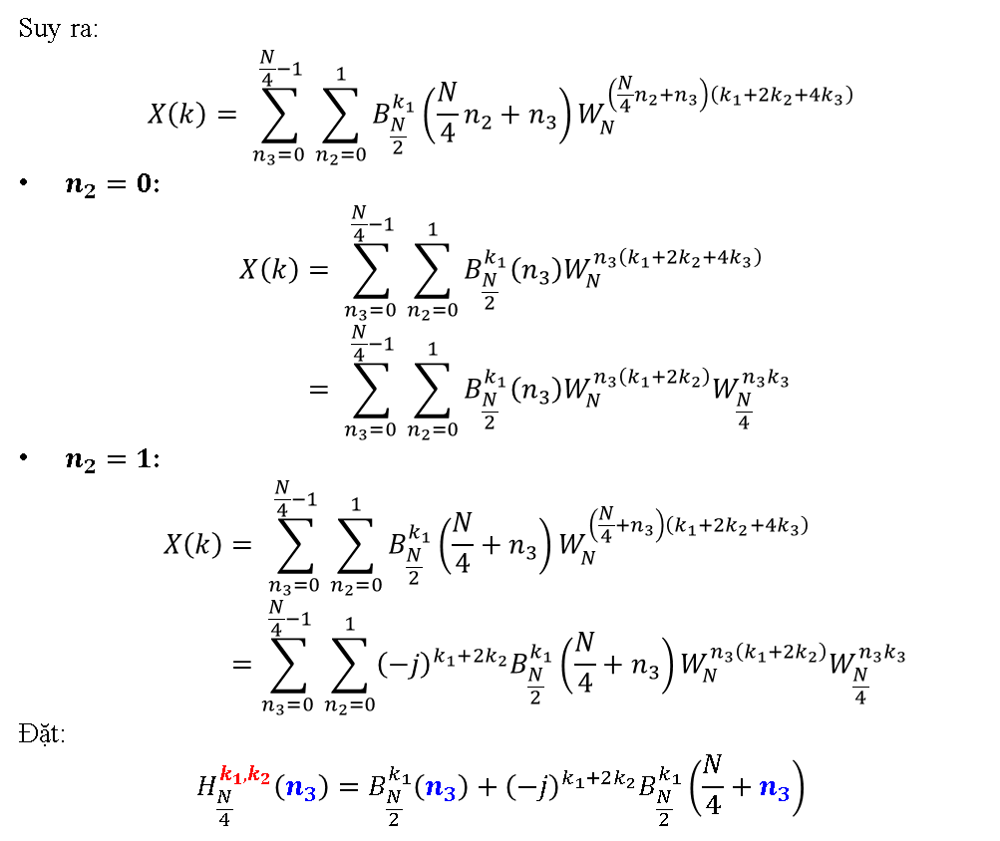 Suy ra:
$X(k) = \sum_{n_3=0}^{\frac{N}{4}-1} \sum_{n_2=0}^{1} B_{\frac{N}{2}}^{k_1} \left( \frac{N}{4} n_2 + n_3 \right) W_N^{\left( \frac{N}{4} n_2 + n_3 \right)(k_1 + 2k_2 + 4k_3)}$
• $\boldsymbol{n_2 = 0:}$
$X(k) = \sum_{n_3=0}^{\frac{N}{4}-1} \sum_{n_2=0}^{1} B_{\frac{N}{2}}^{k_1} (n_3) W_N^{n_3(k_1 + 2k_2 + 4k_3)}$
$= \sum_{n_3=0}^{\frac{N}{4}-1} \sum_{n_2=0}^{1} B_{\frac{N}{2}}^{k_1} (n_3) W_N^{n_3(k_1 + 2k_2)} W_{\frac{N}{4}}^{n_3 k_3}$
• $\boldsymbol{n_2 = 1:}$
$X(k) = \sum_{n_3=0}^{\frac{N}{4}-1} \sum_{n_2=0}^{1} B_{\frac{N}{2}}^{k_1} \left( \frac{N}{4} + n_3 \right) W_N^{\left( \frac{N}{4} + n_3 \right)(k_1 + 2k_2 + 4k_3)}$
$= \sum_{n_3=0}^{\frac{N}{4}-1} \sum_{n_2=0}^{1} (-j)^{k_1 + 2k_2} B_{\frac{N}{2}}^{k_1} \left( \frac{N}{4} + n_3 \right) W_N^{n_3(k_1 + 2k_2)} W_{\frac{N}{4}}^{n_3 k_3}$
Đặt:
$H_{\frac{N}{4}}^{\boldsymbol{k_1,k_2}} (\boldsymbol{n_3}) = B_{\frac{N}{2}}^{k_1} (\boldsymbol{n_3}) + (-j)^{k_1 + 2k_2} B_{\frac{N}{2}}^{k_1} \left( \frac{N}{4} + \boldsymbol{n_3} \right)$